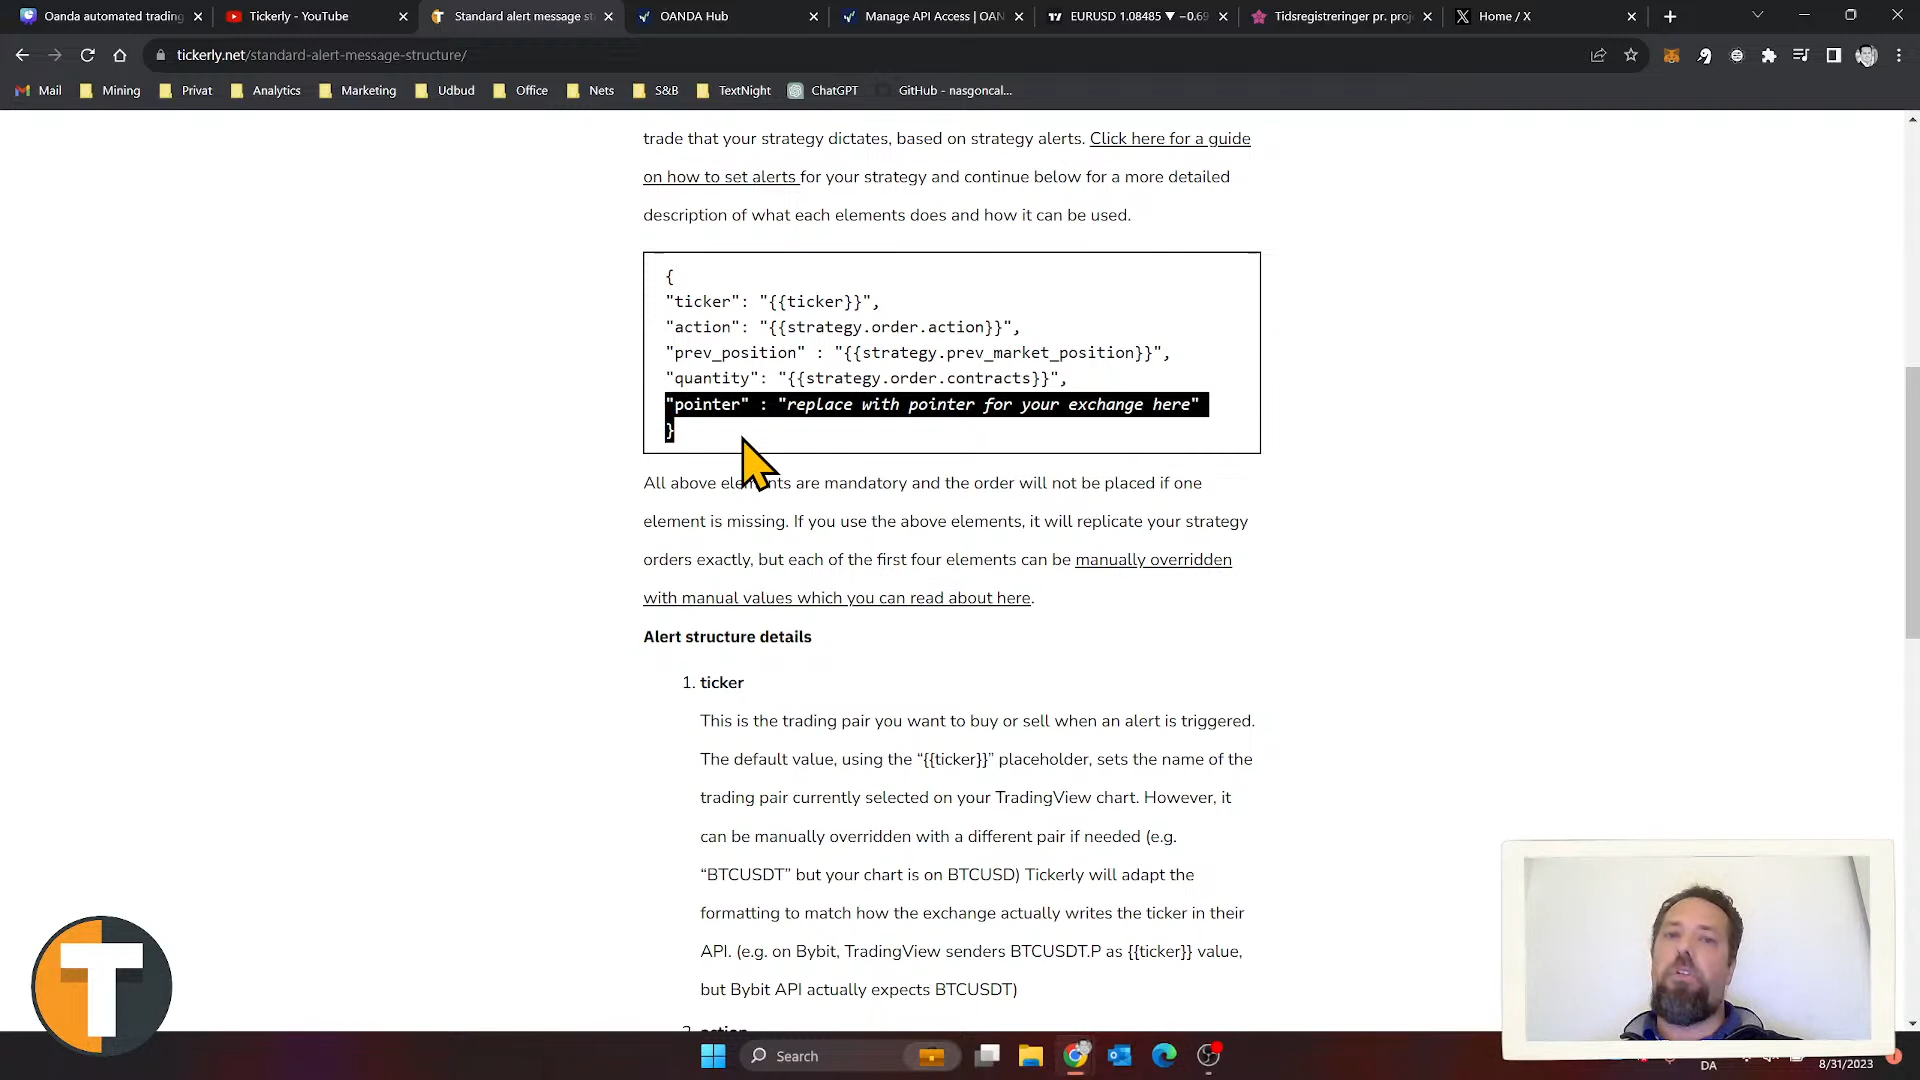 Oanda automated trading
Tickerly - YouTube
Standard alert message st
OANDA Hub
Manage API Access | OAN
EURUSD 1.08485 ▼ −0.69
Tidsregistreringer pr. proj
Home / X
tickerly.net/standard-alert-message-structure/
Mail
Mining
Privat
Analytics
Marketing
Udbud
Office
Nets
S&B
TextNight
ChatGPT
GitHub - nasgoncal...
trade that your strategy dictates, based on strategy alerts. Click here for a guide
on how to set alerts for your strategy and continue below for a more detailed
description of what each elements does and how it can be used.
{
"ticker": "{{ticker}}",
"action": "{{strategy.order.action}}",
"prev_position" : "{{strategy.prev_market_position}}",
"quantity": "{{strategy.order.contracts}}",
"pointer" : "replace with pointer for your exchange here"
}
All above elements are mandatory and the order will not be placed if one
element is missing. If you use the above elements, it will replicate your strategy
orders exactly, but each of the first four elements can be manually overridden
with manual values which you can read about here.
Alert structure details
1. ticker
This is the trading pair you want to buy or sell when an alert is triggered.
The default value, using the “{{ticker}}” placeholder, sets the name of the
trading pair currently selected on your TradingView chart. However, it
can be manually overridden with a different pair if needed (e.g.
“BTCUSDT” but your chart is on BTCUSD) Tickerly will adapt the
formatting to match how the exchange actually writes the ticker in their
API. (e.g. on Bybit, TradingView senders BTCUSDT.P as {{ticker}} value,
but Bybit API actually expects BTCUSDT)
2. action
T
Search
DA
8/31/2023